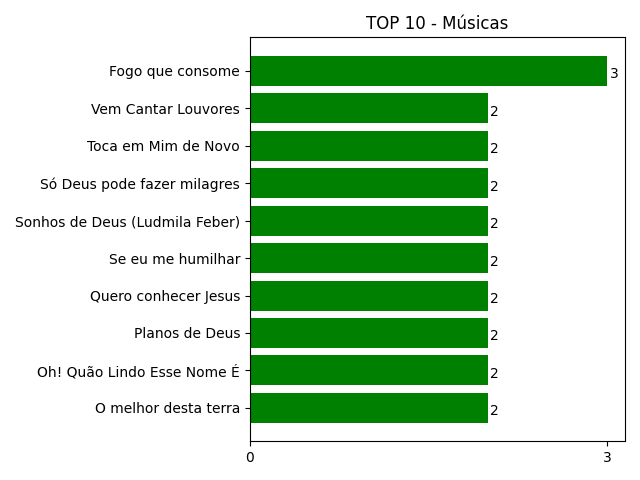 TOP 10 - Músicas
Fogo que consome 3
Vem Cantar Louvores 2
Toca em Mim de Novo 2
Só Deus pode fazer milagres 2
Sonhos de Deus (Ludmila Feber) 2
Se eu me humilhar 2
Quero conhecer Jesus 2
Planos de Deus 2
Oh! Quão Lindo Esse Nome É 2
O melhor desta terra 2
0 3